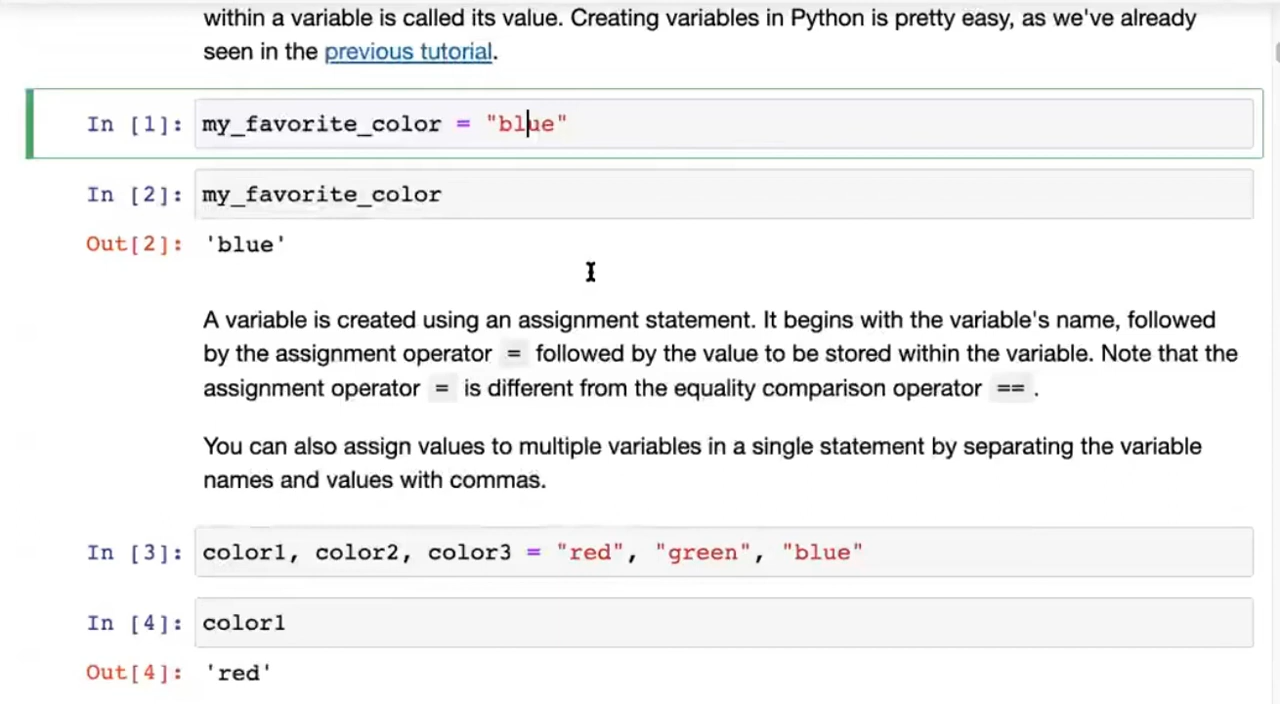 within a variable is called its value. Creating variables in Python is pretty easy, as we've already
seen in the previous tutorial.
In [1]: my_favorite_color = "blue"
In [2]: my_favorite_color
Out[2]: 'blue'
A variable is created using an assignment statement. It begins with the variable's name, followed
by the assignment operator = followed by the value to be stored within the variable. Note that the
assignment operator = is different from the equality comparison operator == .
You can also assign values to multiple variables in a single statement by separating the variable
names and values with commas.
In [3]: color1, color2, color3 = "red", "green", "blue"
In [4]: color1
Out[4]: 'red'